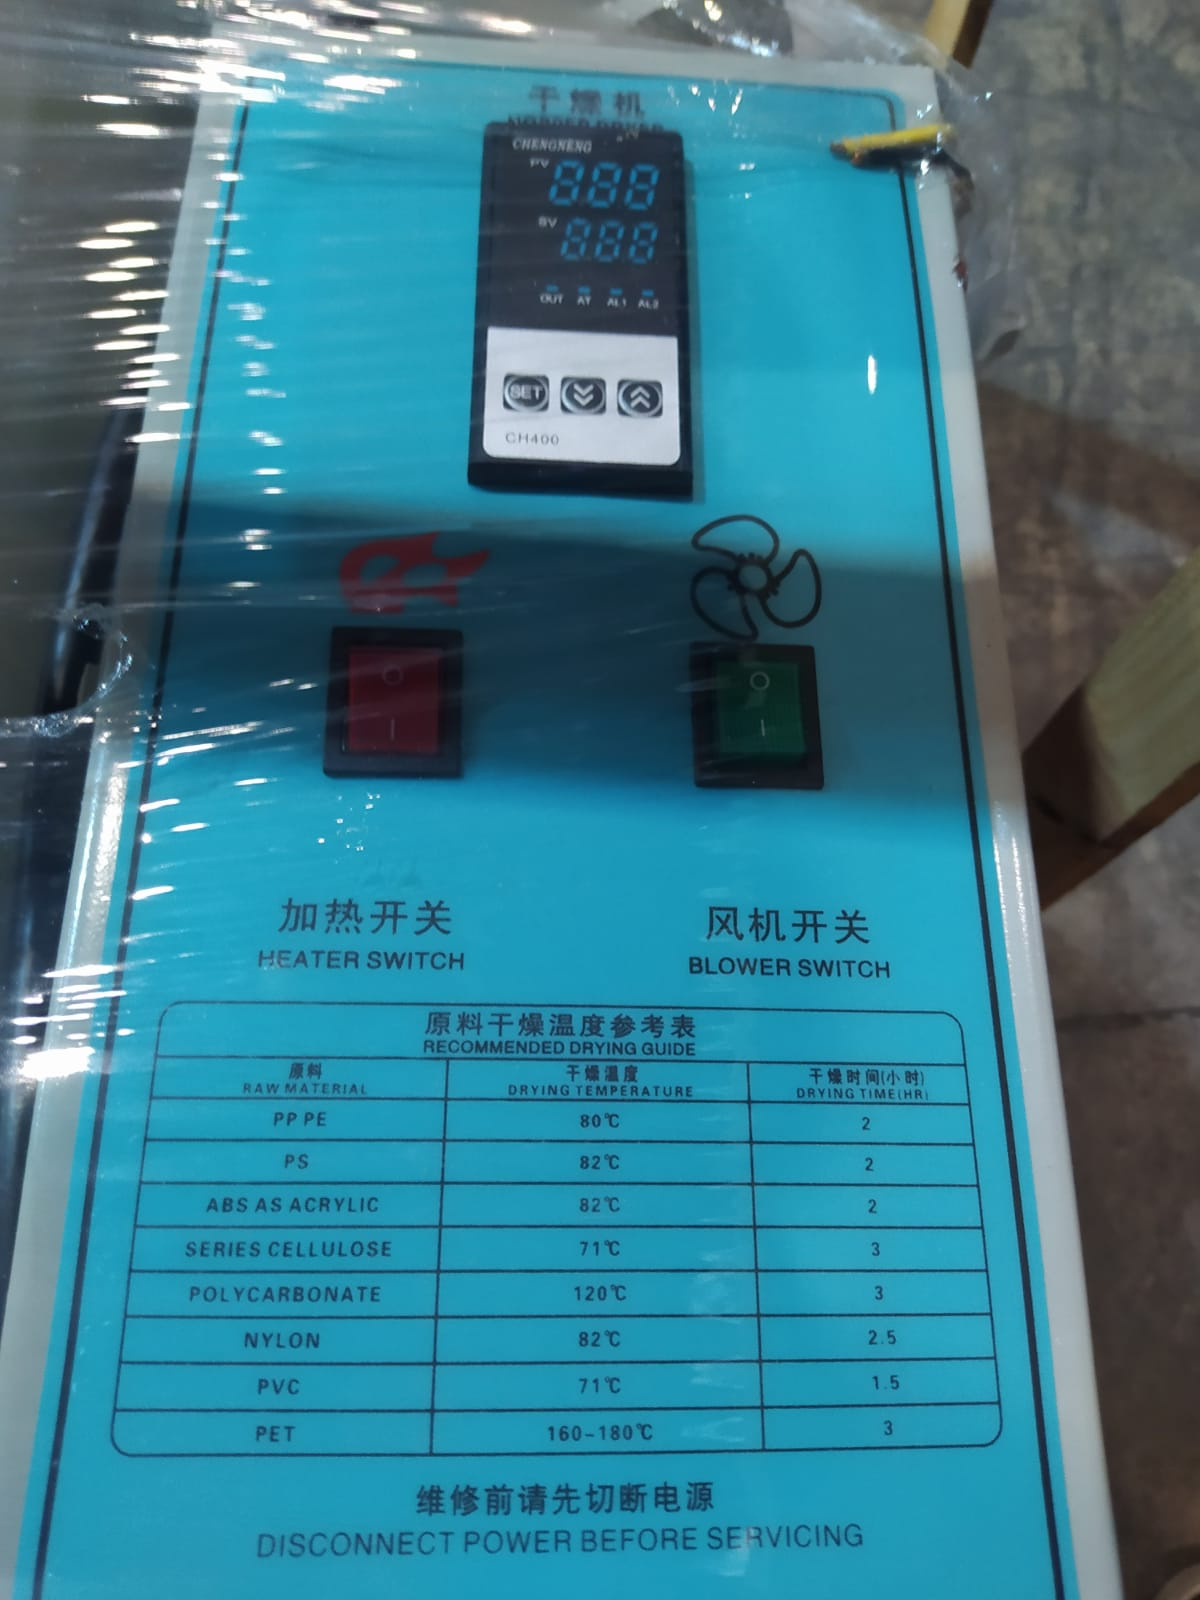 干燥机
HOPPER DRYER
CHENGNENG
PV 888
SV 888
OUT AT AL1 AL2
SET
CH400
加热开关
HEATER SWITCH
风机开关
BLOWER SWITCH
原料干燥温度参考表
RECOMMENDED DRYING GUIDE
原料 干燥温度 干燥时间(小时)
RAW MATERIAL DRYING TEMPERATURE DRYING TIME(HR)
PP PE 80℃ 2
PS 82℃ 2
ABS AS ACRYLIC 82℃ 2
SERIES CELLULOSE 71℃ 3
POLYCARBONATE 120℃ 3
NYLON 82℃ 2.5
PVC 71℃ 1.5
PET 160-180℃ 3
维修前请先切断电源
DISCONNECT POWER BEFORE SERVICING